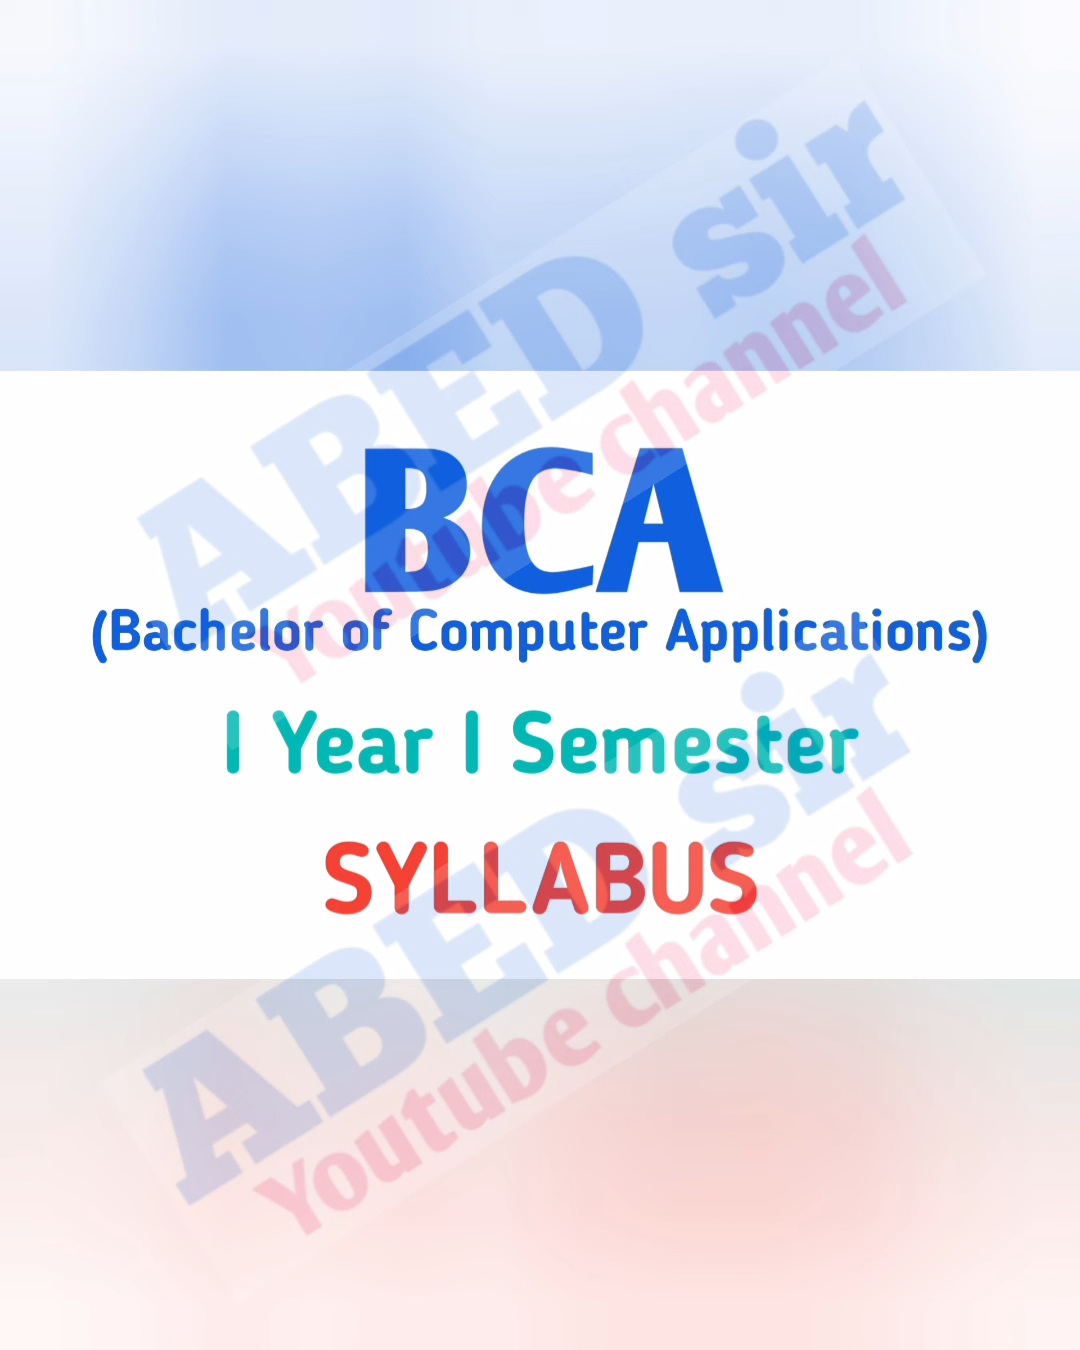 ABED sir
Youtube channel
BCA
(Bachelor of Computer Applications)
I Year I Semester
SYLLABUS
ABED sir
Youtube channel